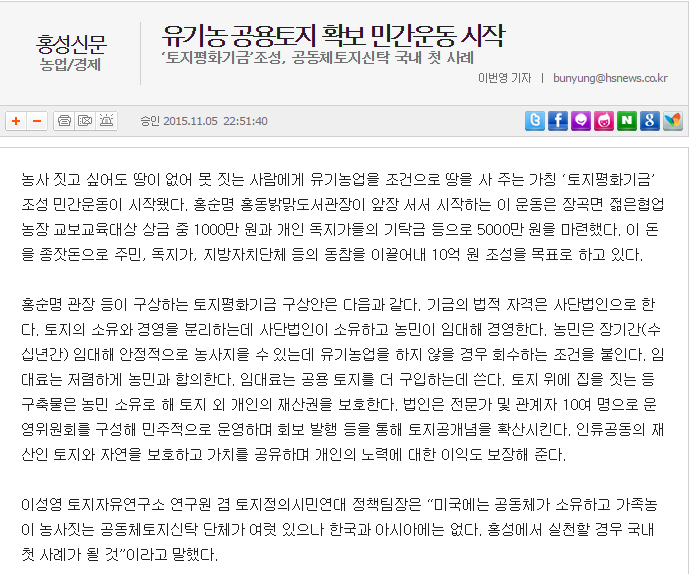 홍성신문
농업/경제
유기농 공용토지 확보 민간운동 시작
‘토지평화기금’조성, 공동체토지신탁 국내 첫 사례
이번영 기자 | bunyung@hsnews.co.kr
승인 2015.11.05 22:51:40
농사 짓고 싶어도 땅이 없어 못 짓는 사람에게 유기농업을 조건으로 땅을 사 주는 가칭 ‘토지평화기금’
조성 민간운동이 시작됐다. 홍순명 홍동밝맑도서관장이 앞장 서서 시작하는 이 운동은 장곡면 젊은협업
농장 교보교육대상 상금 중 1000만 원과 개인 독지가들의 기탁금 등으로 5000만 원을 마련했다. 이 돈
을 종잣돈으로 주민, 독지가, 지방자치단체 등의 동참을 이끌어내 10억 원 조성을 목표로 하고 있다.
홍순명 관장 등이 구상하는 토지평화기금 구상안은 다음과 같다. 기금의 법적 자격은 사단법인으로 한
다. 토지의 소유와 경영을 분리하는데 사단법인이 소유하고 농민이 임대해 경영한다. 농민은 장기간(수
십년간) 임대해 안정적으로 농사지을 수 있는데 유기농업을 하지 않을 경우 회수하는 조건을 붙인다. 임
대료는 저렴하게 농민과 합의한다. 임대료는 공용 토지를 더 구입하는데 쓴다. 토지 위에 집을 짓는 등
구축물은 농민 소유로 해 토지 외 개인의 재산권을 보호한다. 법인은 전문가 및 관계자 10여 명으로 운
영위원회를 구성해 민주적으로 운영하며 회보 발행 등을 통해 토지공개념을 확산시킨다. 인류공동의 재
산인 토지와 자연을 보호하고 가치를 공유하며 개인의 노력에 대한 이익도 보장해 준다.
이성영 토지자유연구소 연구원 겸 토지정의시민연대 정책팀장은 “미국에는 공동체가 소유하고 가족농
이 농사짓는 공동체토지신탁 단체가 여럿 있으나 한국과 아시아에는 없다. 홍성에서 실천할 경우 국내
첫 사례가 될 것”이라고 말했다.